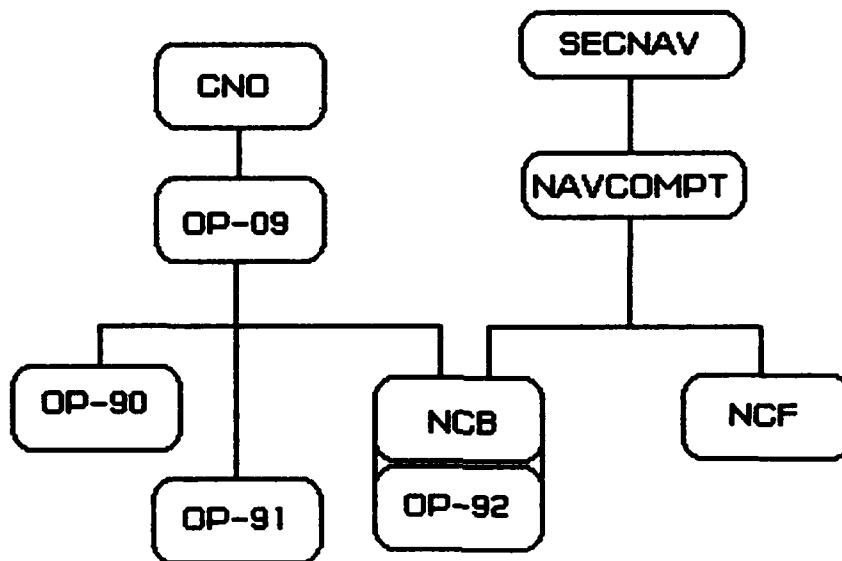 SECNAV
CNO
NAVCOMPT
OP-09
OP-90
NCB
NCF
OP-91
OP-92